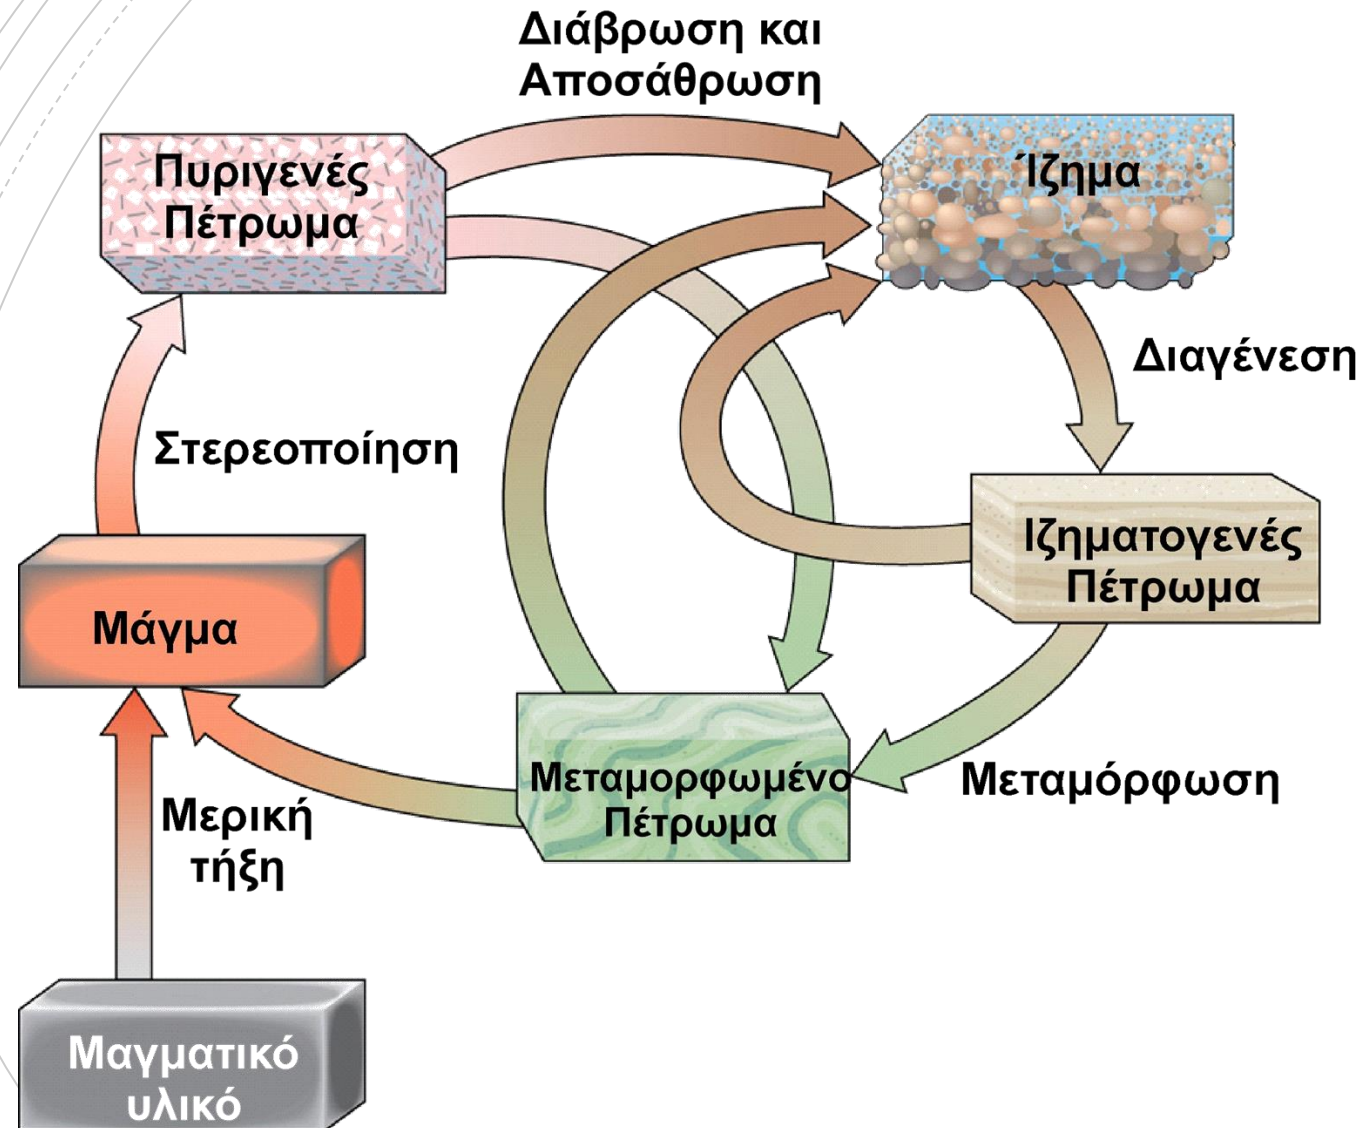 Διάβρωση και
Αποσάθρωση
Πυριγενές
Πέτρωμα
Ίζημα
Διαγένεση
Στερεοποίηση
Ιζηματογενές
Πέτρωμα
Μάγμα
Μεταμορφωμένο
Πέτρωμα
Μεταμόρφωση
Μερική
τήξη
Μαγματικό
υλικό